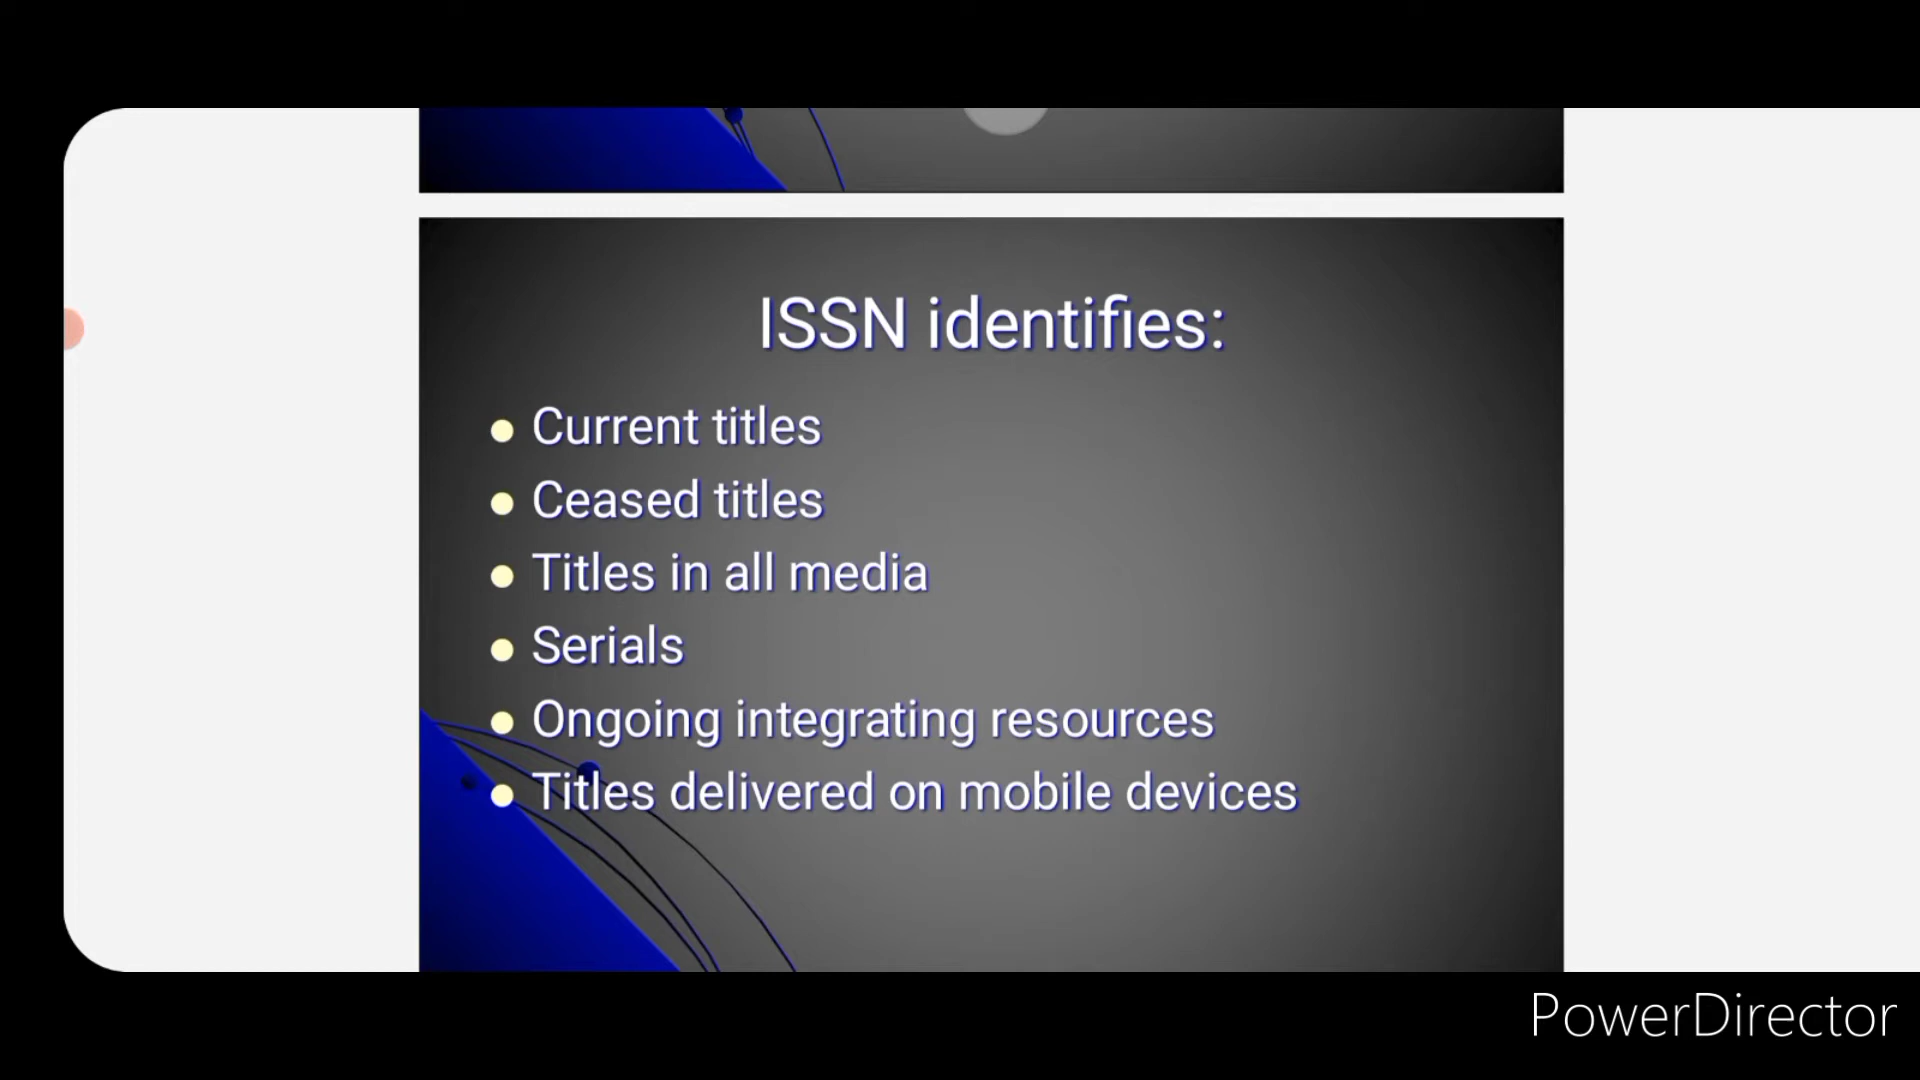 ISSN identifies:
Current titles
Ceased titles
Titles in all media
Serials
Ongoing integrating resources
Titles delivered on mobile devices
PowerDirector